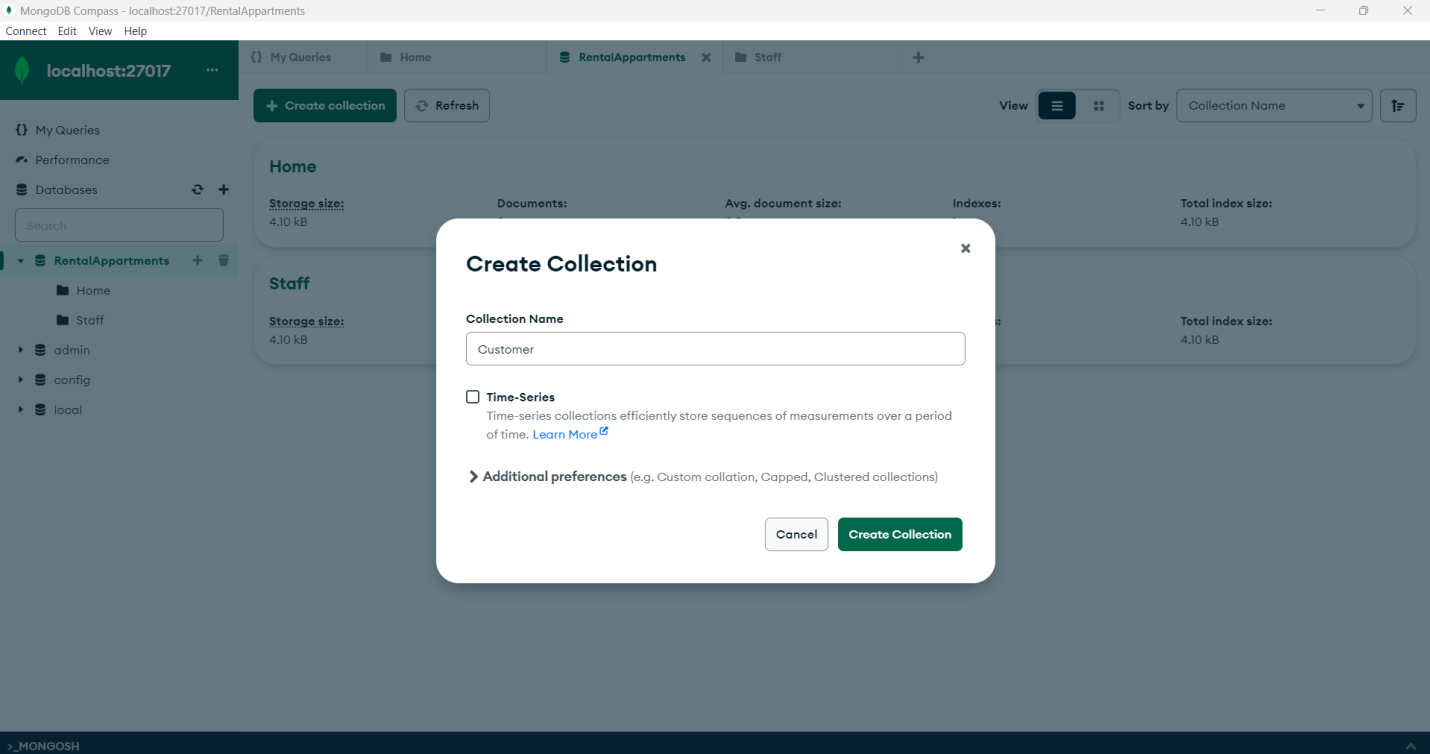 MongoDB Compass - localhost:27017/RentalAppartments
Connect Edit View Help
localhost:27017
{} My Queries
Performance
Databases
Search
RentalAppartments
Home
Staff
admin
config
local
{} My Queries
Home
RentalAppartments
Staff
Create collection
Refresh
View
Sort by
Collection Name
Home
Storage size:
4.10 kB
Documents:
Avg. document size:
Indexes:
Total index size:
4.10 kB
Staff
Storage size:
4.10 kB
Total index size:
4.10 kB
Create Collection
Collection Name
Customer
Time-Series
Time-series collections efficiently store sequences of measurements over a period
of time. Learn More
Additional preferences (e.g. Custom collation, Capped, Clustered collections)
Cancel
Create Collection
>_MONGOSH